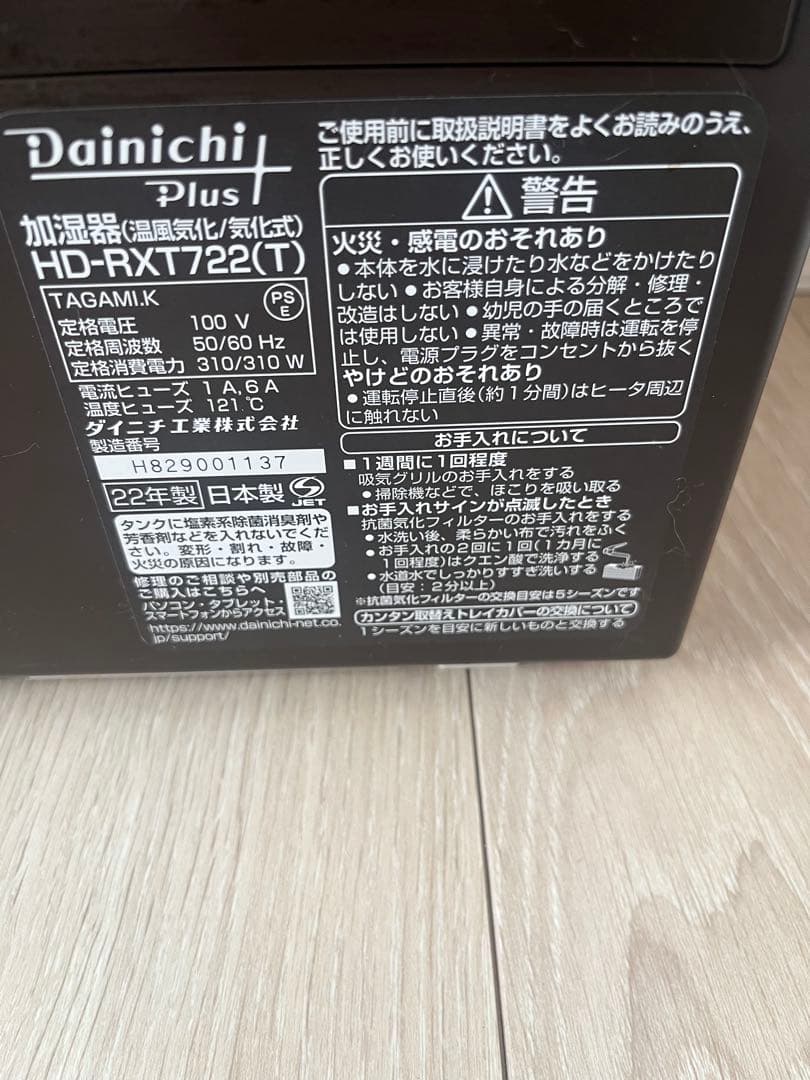 Dainichi
Plus
加湿器(温風気化/気化式)
HD-RXT722(T)
TAGAMI.K
PS
E
定格電圧 100 V
定格周波数 50/60 Hz
定格消費電力 310/310 W
電流ヒューズ 1 A,6 A
温度ヒューズ 121℃
ダイニチ工業株式会社
製造番号
H829001137
22年製 日本製 JET
タンクに塩素系除菌消臭剤や
芳香剤などを入れないでくだ
さい。変形・割れ・故障・
火災の原因になります。
修理のご相談や別売部品の
ご購入はこちらへ
パソコン・タブレット・
スマートフォンからアクセス
https://www.dainichi-net.co.
jp/support/
ご使用前に取扱説明書をよくお読みのうえ、
正しくお使いください。
警告
火災・感電のおそれあり
●本体を水に浸けたり水などをかけたり
しない ●お客様自身による分解・修理・
改造はしない ●幼児の手の届くところで
は使用しない ●異常・故障時は運転を停
止し、電源プラグをコンセントから抜く
やけどのおそれあり
●運転停止直後(約1分間)はヒータ周辺
に触れない
お手入れについて
■1週間に1回程度
吸気グリルのお手入れをする
●掃除機などで、ほこりを吸い取る
■お手入れサインが点滅したとき
抗菌気化フィルターのお手入れをする
●水洗い後、柔らかい布で汚れをふく
●お手入れの2回に1回(1カ月に
1回程度)はクエン酸で洗浄する
●水道水でしっかりすすぎ洗いする
(目安：2分以上)
※抗菌気化フィルターの交換目安は5シーズンです
カンタン取替えトレイカバーの交換について
1シーズンを目安に新しいものと交換する